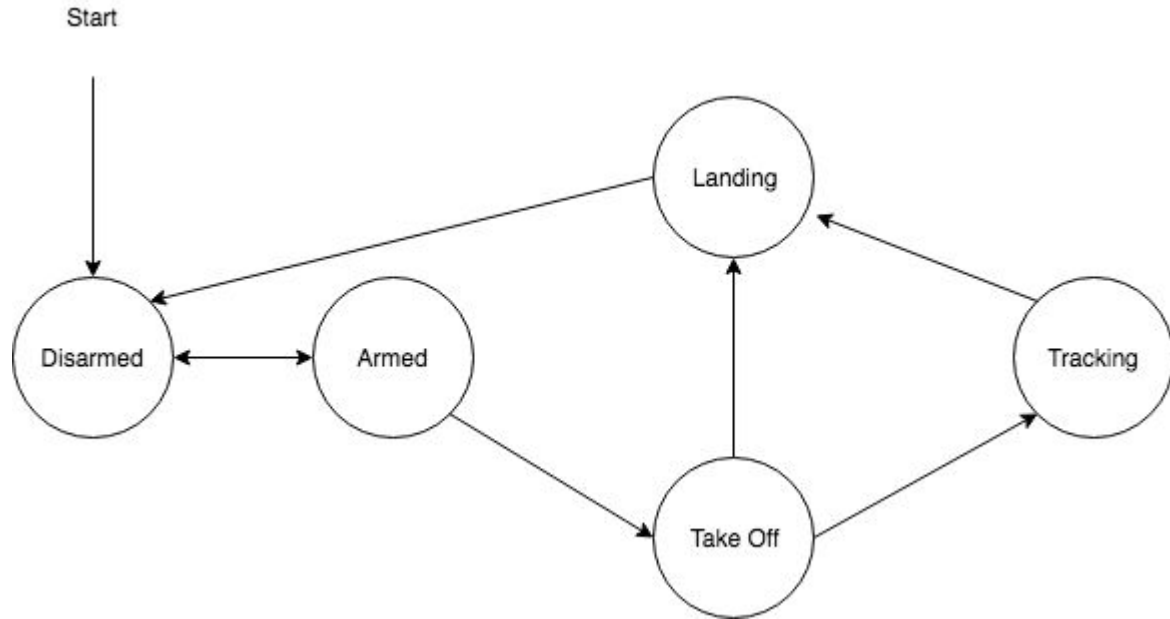 Start
Landing
Disarmed
Armed
Tracking
Take Off